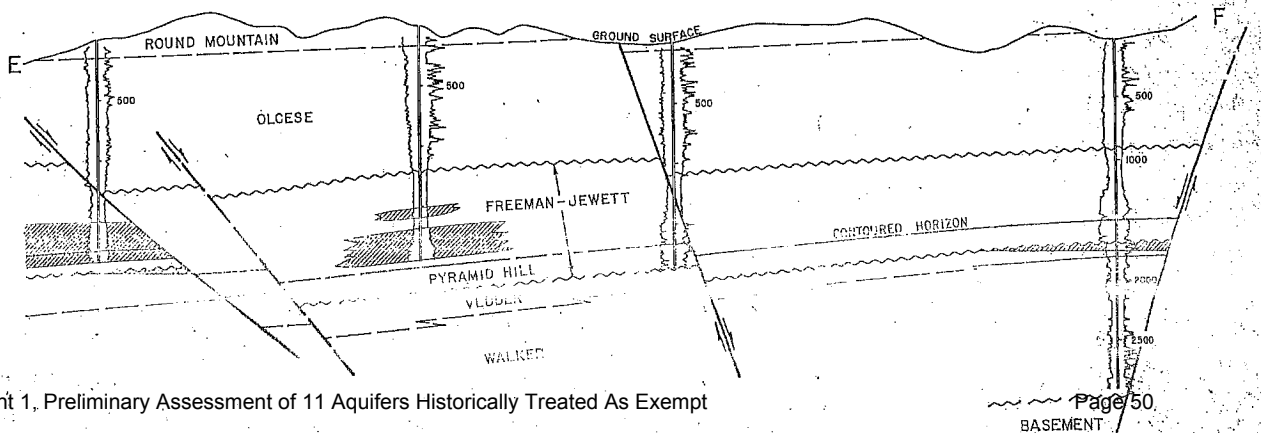 F
ROUND MOUNTAIN
GROUND SURFACE
E
500
500
500
500
OLCESE
1000
FREEMAN-JEWETT
CONTOURED HORIZON
PYRAMID HILL
2000
VEDDER
2500
WALKER
nt 1, Preliminary Assessment of 11 Aquifers Historically Treated As Exempt
Page 50
BASEMENT